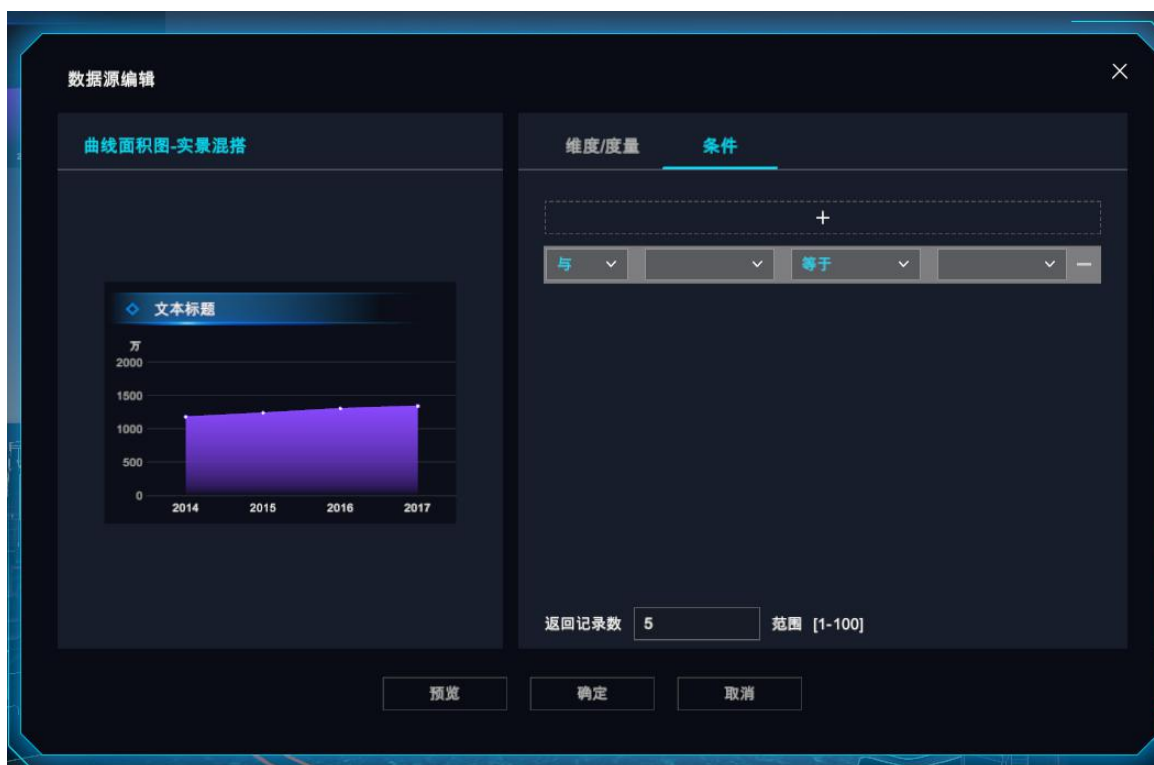 数据源编辑
曲线面积图-实景混搭
维度/度量 条件
+
与 等于
文本标题
万
2000
1500
1000
500
0
2014 2015 2016 2017
返回记录数 5 范围 [1-100]
预览 确定 取消